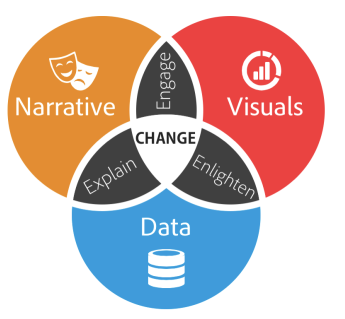 Engage
Narrative
Visuals
CHANGE
Explain
Enlighten
Data